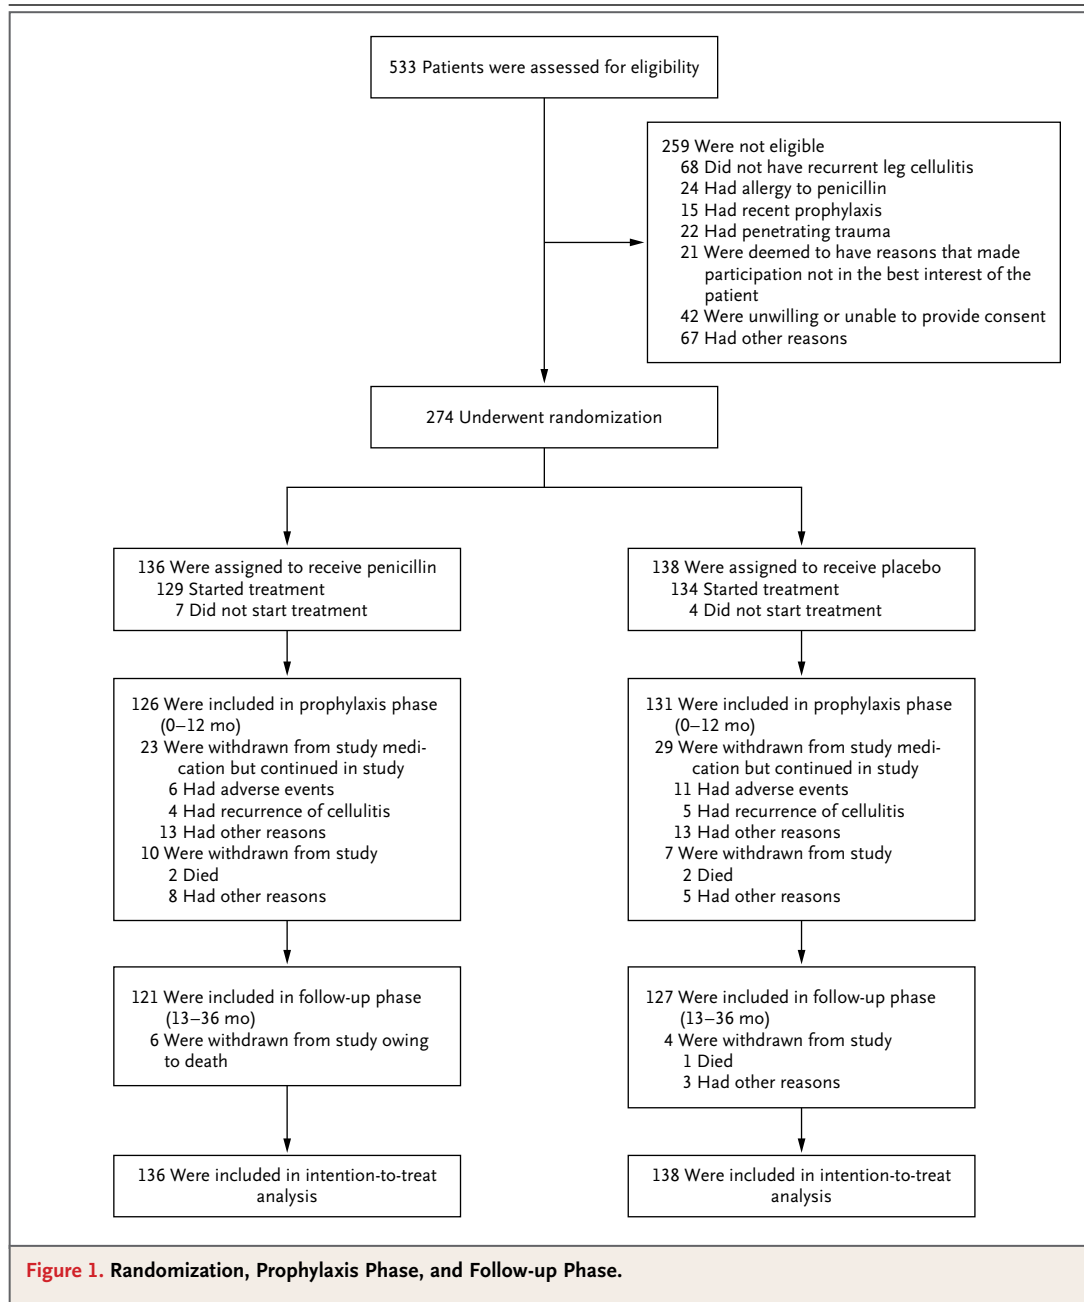 533 Patients were assessed for eligibility
259 Were not eligible
68 Did not have recurrent leg cellulitis
24 Had allergy to penicillin
15 Had recent prophylaxis
22 Had penetrating trauma
21 Were deemed to have reasons that made
participation not in the best interest of the
patient
42 Were unwilling or unable to provide consent
67 Had other reasons
274 Underwent randomization
136 Were assigned to receive penicillin
129 Started treatment
7 Did not start treatment
138 Were assigned to receive placebo
134 Started treatment
4 Did not start treatment
126 Were included in prophylaxis phase
(0–12 mo)
23 Were withdrawn from study medi-
cation but continued in study
6 Had adverse events
4 Had recurrence of cellulitis
13 Had other reasons
10 Were withdrawn from study
2 Died
8 Had other reasons
131 Were included in prophylaxis phase
(0–12 mo)
29 Were withdrawn from study medi-
cation but continued in study
11 Had adverse events
5 Had recurrence of cellulitis
13 Had other reasons
7 Were withdrawn from study
2 Died
5 Had other reasons
121 Were included in follow-up phase
(13–36 mo)
6 Were withdrawn from study owing
to death
127 Were included in follow-up phase
(13–36 mo)
4 Were withdrawn from study
1 Died
3 Had other reasons
136 Were included in intention-to-treat
analysis
138 Were included in intention-to-treat
analysis
Figure 1. Randomization, Prophylaxis Phase, and Follow-up Phase.